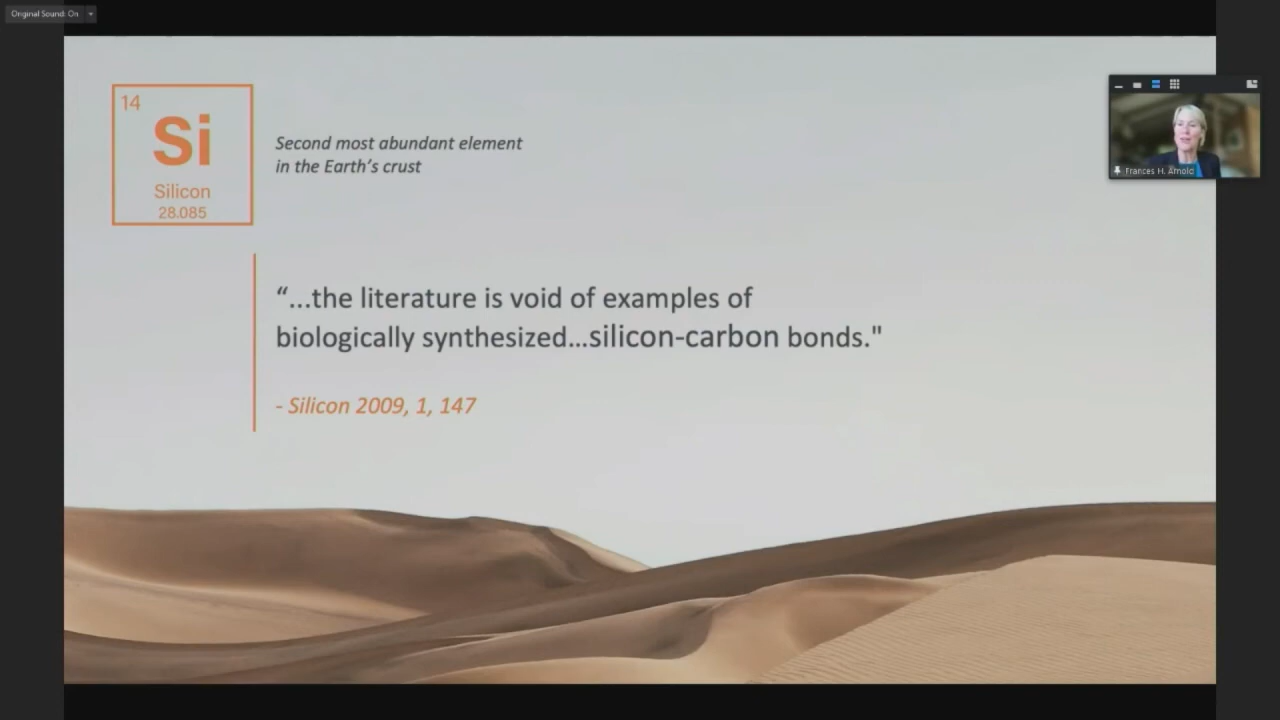 Original Sound: On
14
Si
Silicon
28.085
Second most abundant element
in the Earth’s crust
“...the literature is void of examples of
biologically synthesized...silicon-carbon bonds."
- Silicon 2009, 1, 147
Frances H. Arnold